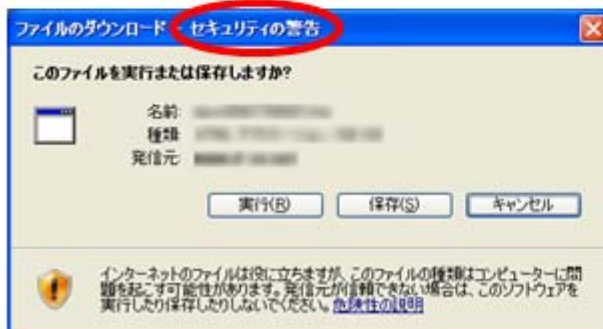 ファイルのダウンロード - セキュリティの警告
このファイルを実行または保存しますか?
名前:
種類:
発信元:
実行(R) 保存(S) キャンセル
インターネットのファイルは役に立ちますが、このファイルの種類はコンピューターに問
題を起こす可能性があります。発信元が信頼できない場合は、このソフトウェアを
実行したり保存したりしないでください。危険性の説明